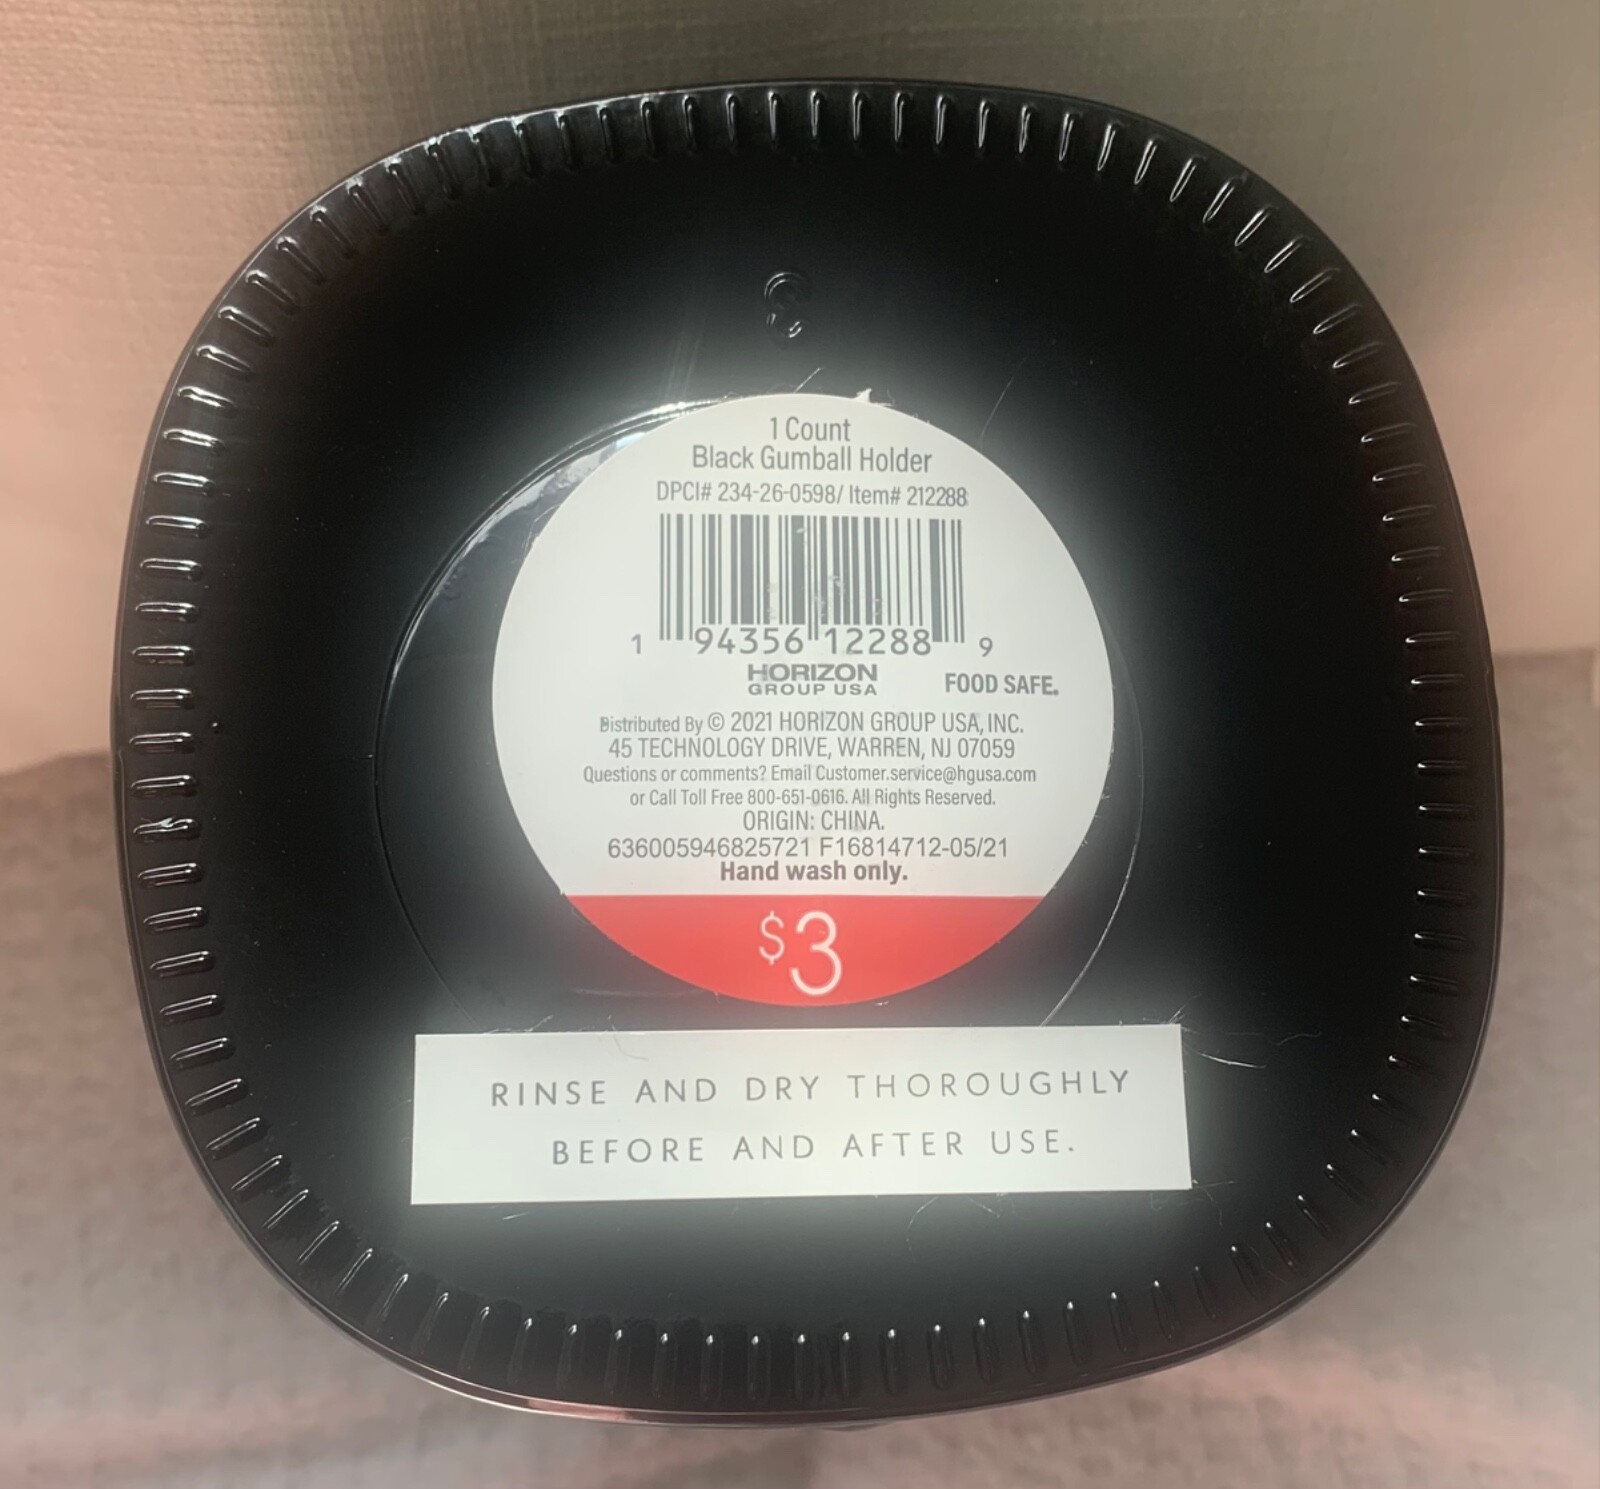 1 Count
Black Gumball Holder
DPCI# 234-26-0598/ Item# 212288
1 94356 12288 9
HORIZON
GROUP USA
FOOD SAFE.
Distributed By © 2021 HORIZON GROUP USA, INC.
45 TECHNOLOGY DRIVE, WARREN, NJ 07059
Questions or comments? Email Customer.service@hgusa.com
or Call Toll Free 800-651-0616. All Rights Reserved.
ORIGIN: CHINA.
636005946825721 F16814712-05/21
Hand wash only.
$3
RINSE AND DRY THOROUGHLY
BEFORE AND AFTER USE.